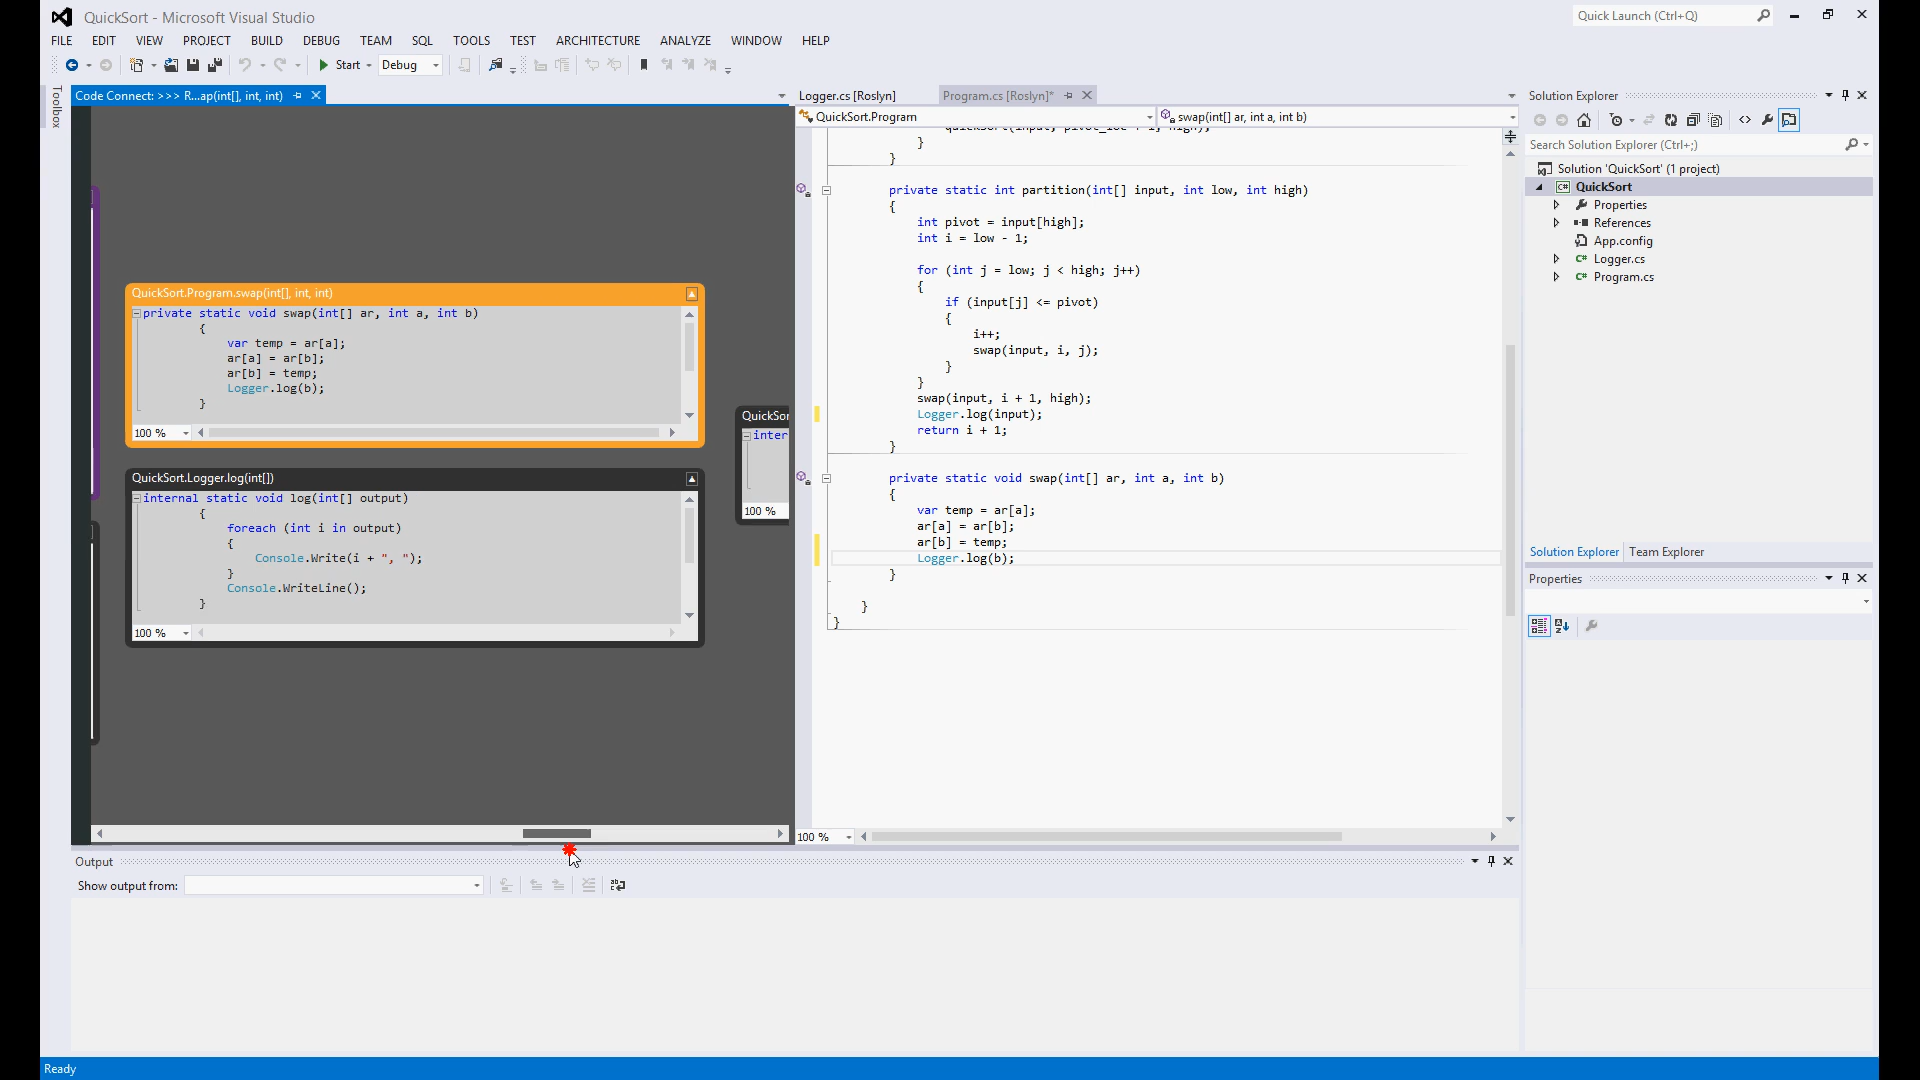 QuickSort - Microsoft Visual Studio
Quick Launch (Ctrl+Q)
FILE EDIT VIEW PROJECT BUILD DEBUG TEAM SQL TOOLS TEST ARCHITECTURE ANALYZE WINDOW HELP
Start Debug
Toolbox
Code Connect: >>> R...ap(int[], int, int)
QuickSort.Program.swap(int[], int, int)
private static void swap(int[] ar, int a, int b)
{
var temp = ar[a];
ar[a] = ar[b];
ar[b] = temp;
Logger.log(b);
}
100 %
QuickSort.Logger.log(int[])
internal static void log(int[] output)
{
foreach (int i in output)
{
Console.Write(i + ", ");
}
Console.WriteLine();
}
100 %
QuickSor
inter
100 %
Logger.cs [Roslyn] Program.cs [Roslyn]*
QuickSort.Program swap(int[] ar, int a, int b)
quickSort(input, pivot_loc + 1, high);
}
}
private static int partition(int[] input, int low, int high)
{
int pivot = input[high];
int i = low - 1;
for (int j = low; j < high; j++)
{
if (input[j] <= pivot)
{
i++;
swap(input, i, j);
}
}
swap(input, i + 1, high);
Logger.log(input);
return i + 1;
}
private static void swap(int[] ar, int a, int b)
{
var temp = ar[a];
ar[a] = ar[b];
ar[b] = temp;
Logger.log(b);
}
}
}
100 %
Solution Explorer
Search Solution Explorer (Ctrl+;)
Solution 'QuickSort' (1 project)
C# QuickSort
Properties
References
App.config
C# Logger.cs
C# Program.cs
Solution Explorer Team Explorer
Properties
Output
Show output from:
Ready